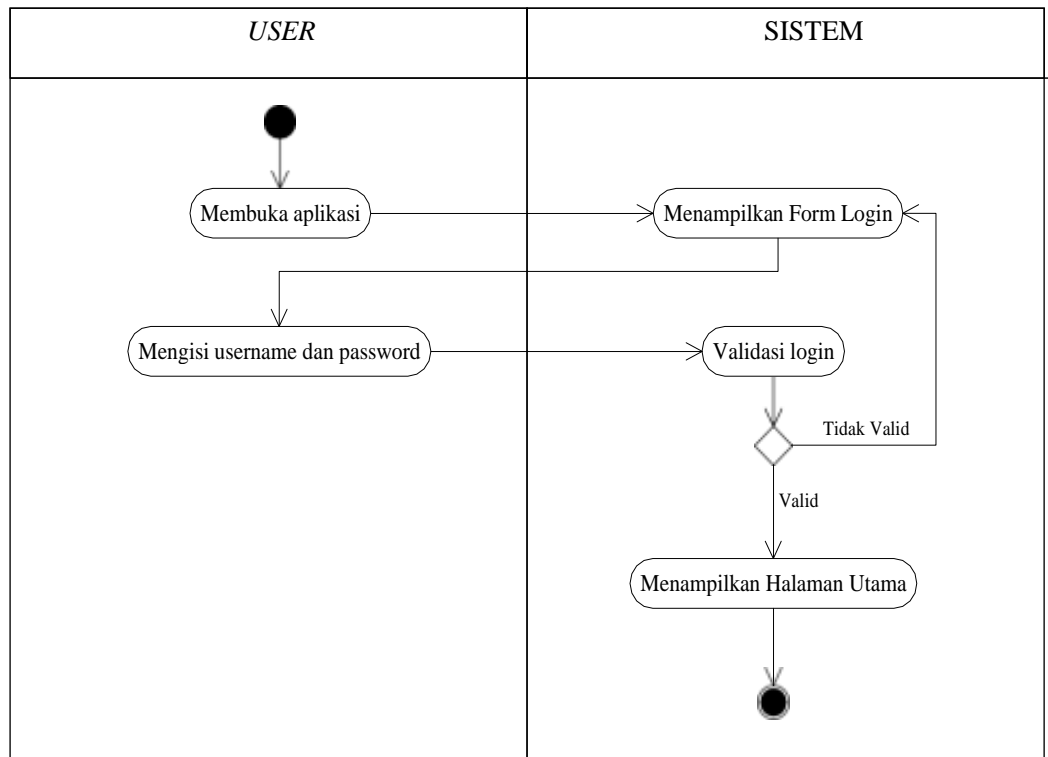 USER
SISTEM
Membuka aplikasi
Menampilkan Form Login
Mengisi username dan password
Validasi login
Tidak Valid
Valid
Menampilkan Halaman Utama